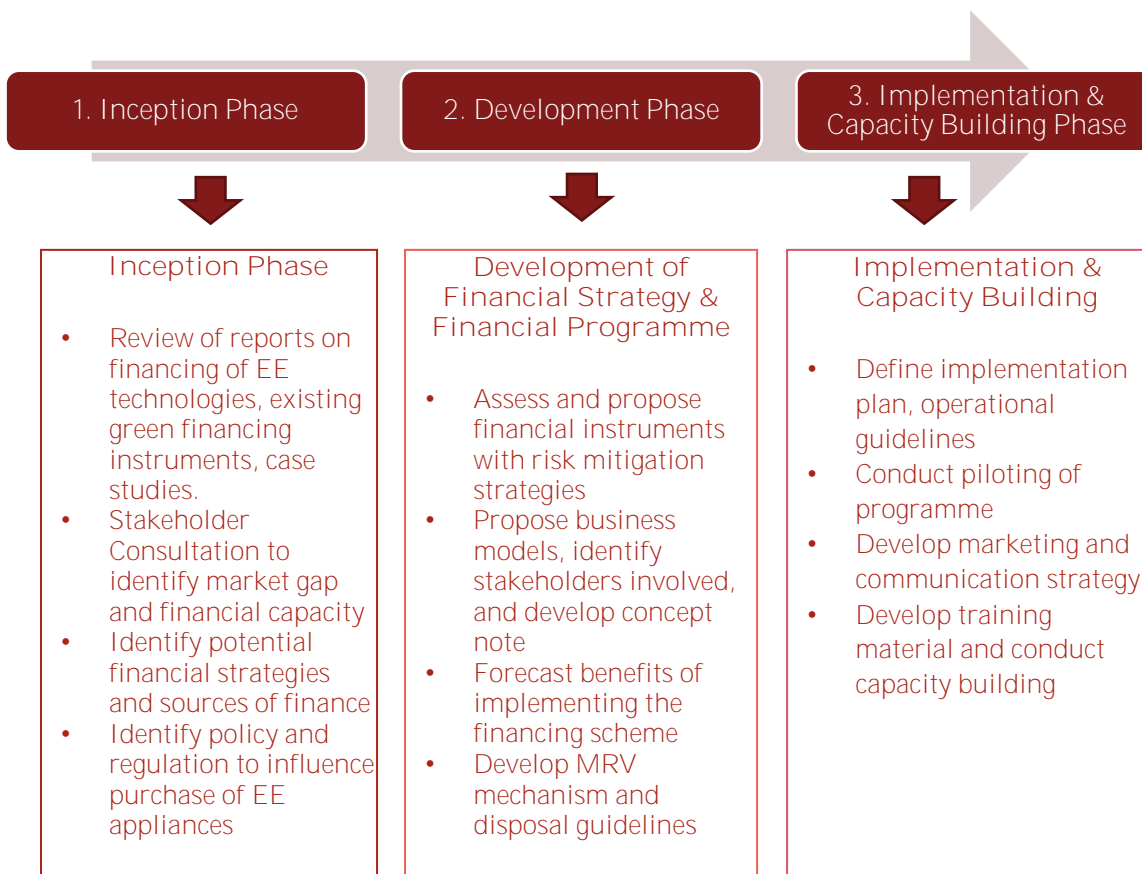 1. Inception Phase
2. Development Phase
3. Implementation &
Capacity Building Phase
Inception Phase
• Review of reports on
financing of EE
technologies, existing
green financing
instruments, case
studies.
• Stakeholder
Consultation to
identify market gap
and financial capacity
• Identify potential
financial strategies
and sources of finance
• Identify policy and
regulation to influence
purchase of EE
appliances
Development of
Financial Strategy &
Financial Programme
• Assess and propose
financial instruments
with risk mitigation
strategies
• Propose business
models, identify
stakeholders involved,
and develop concept
note
• Forecast benefits of
implementing the
financing scheme
• Develop MRV
mechanism and
disposal guidelines
Implementation &
Capacity Building
• Define implementation
plan, operational
guidelines
• Conduct piloting of
programme
• Develop marketing and
communication strategy
• Develop training
material and conduct
capacity building